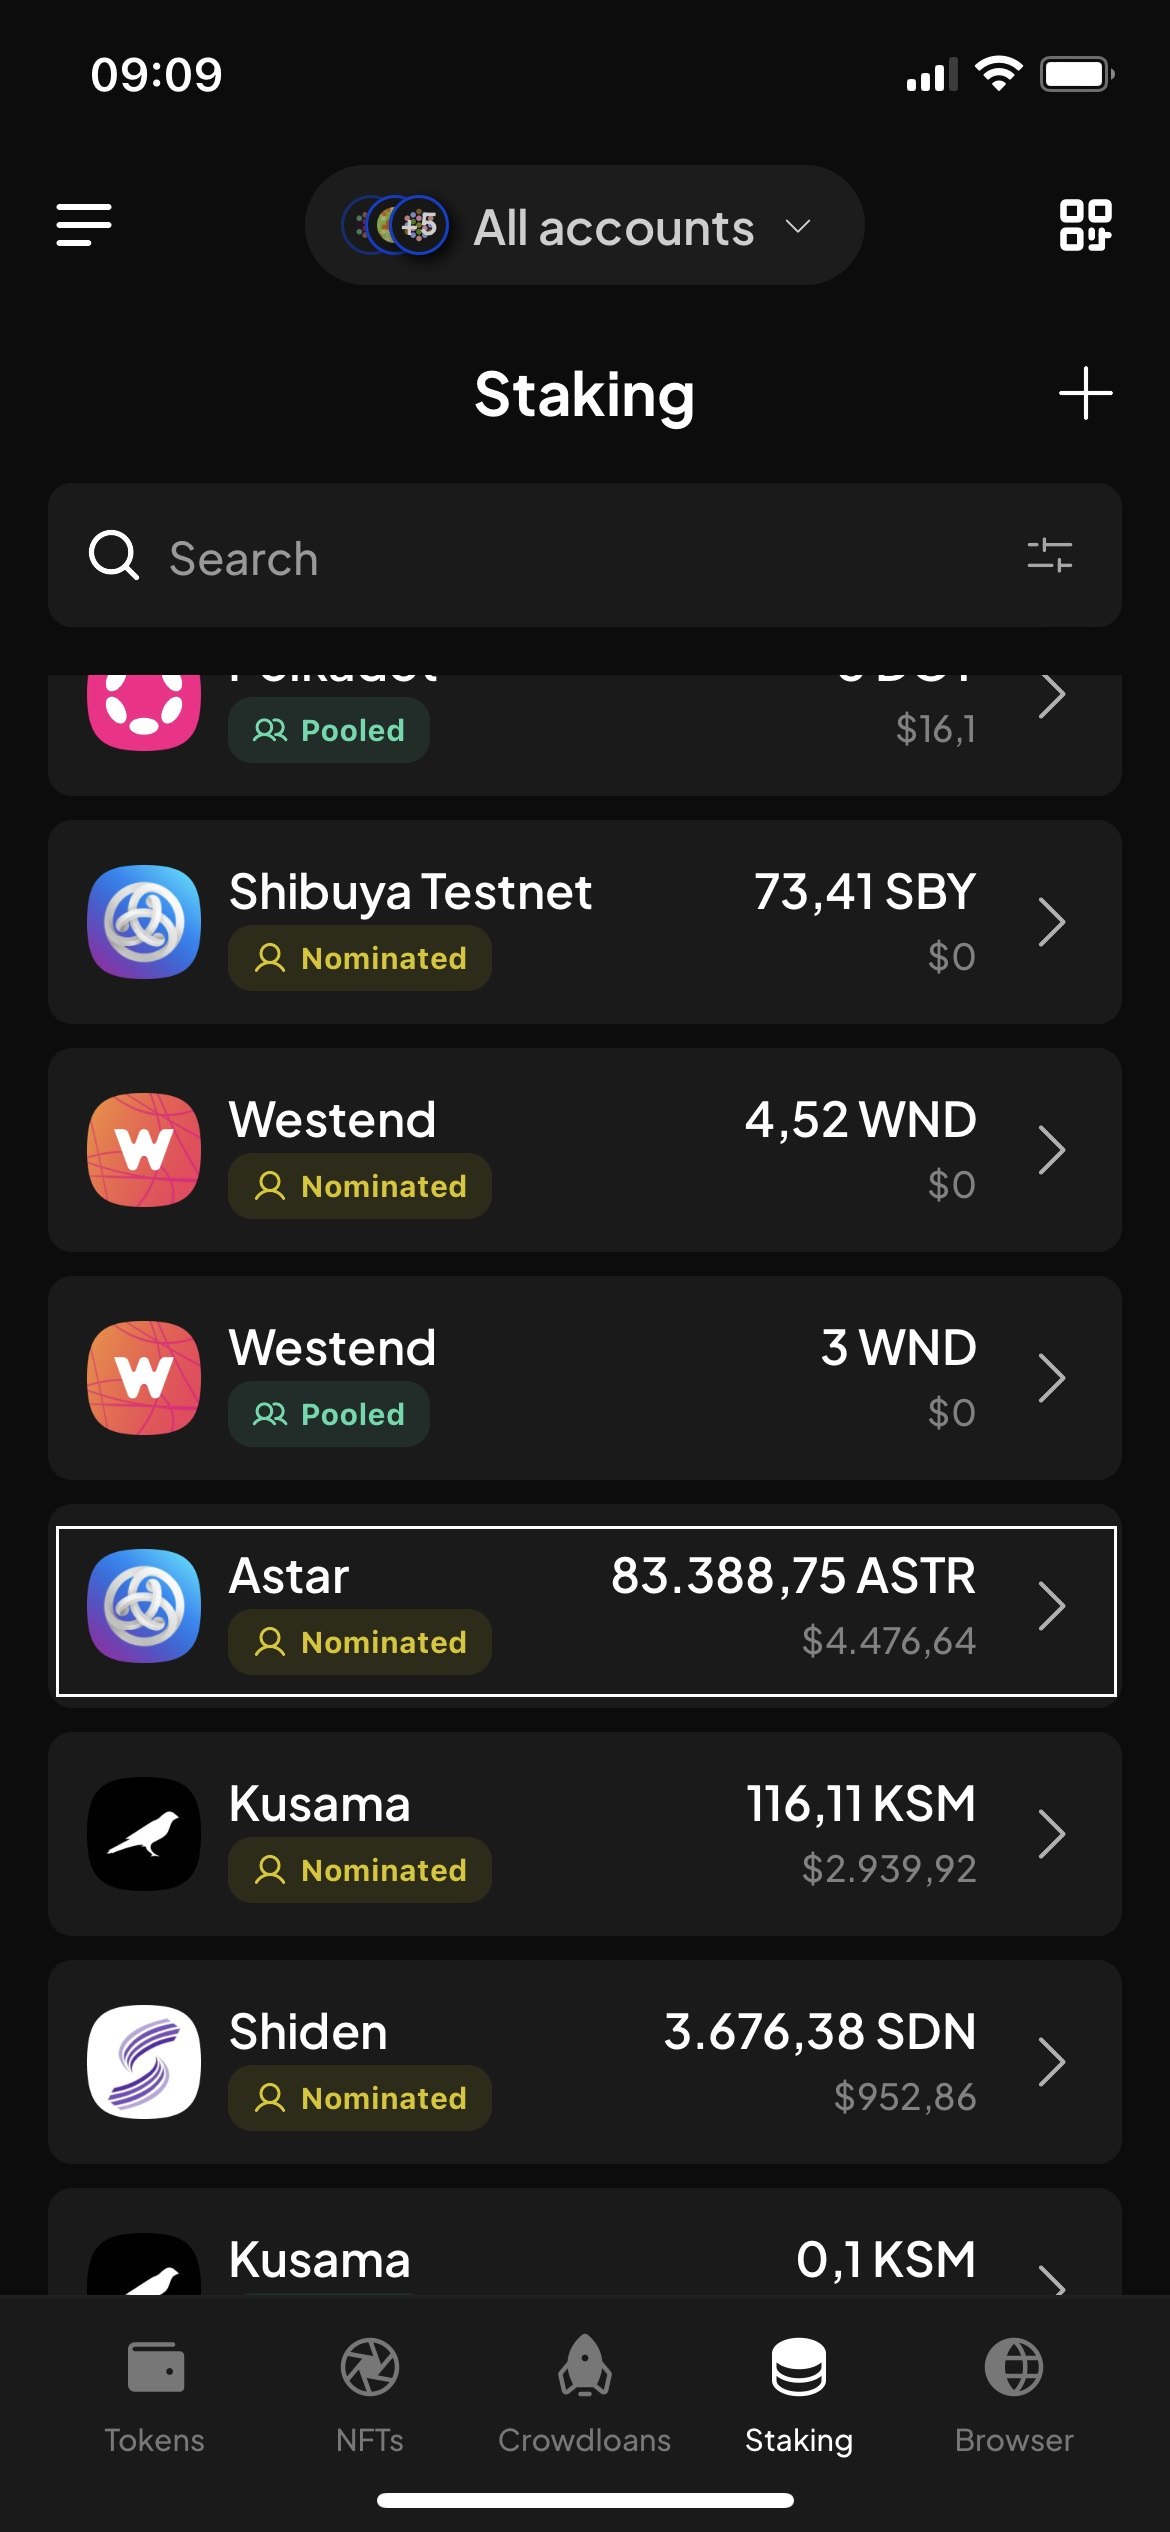 09:09
+5 All accounts
Staking
Search
Polkadot
Pooled
$16,1
Shibuya Testnet 73,41 SBY
Nominated $0
Westend 4,52 WND
Nominated $0
Westend 3 WND
Pooled $0
Astar 83.388,75 ASTR
Nominated $4.476,64
Kusama 116,11 KSM
Nominated $2.939,92
Shiden 3.676,38 SDN
Nominated $952,86
Kusama 0,1 KSM
Tokens NFTs Crowdloans Staking Browser